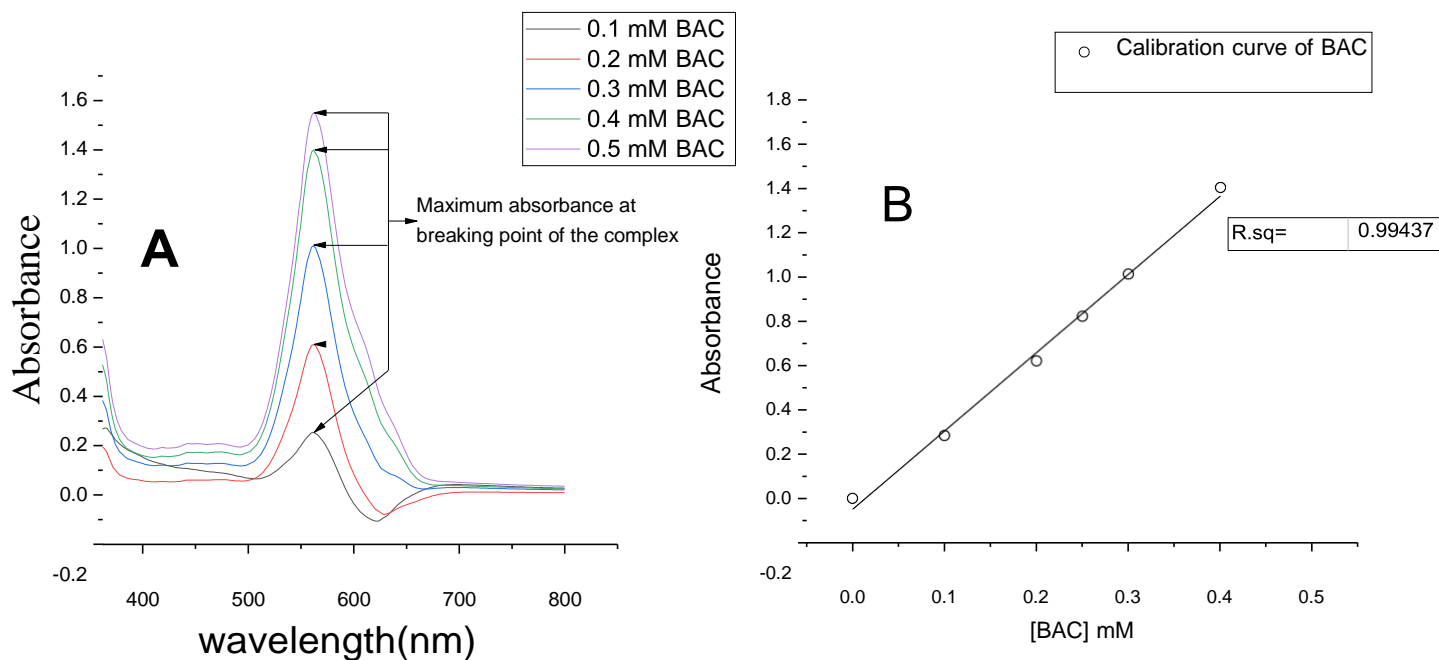 0.1 mM BAC
0.2 mM BAC
0.3 mM BAC
0.4 mM BAC
0.5 mM BAC
A
Maximum absorbance at
breaking point of the complex
Absorbance
1.6
1.4
1.2
1.0
0.8
0.6
0.4
0.2
0.0
-0.2
400 500 600 700 800
wavelength(nm)
Calibration curve of BAC
B
R.sq= 0.99437
Absorbance
1.8
1.6
1.4
1.2
1.0
0.8
0.6
0.4
0.2
0.0
-0.2
0.0 0.1 0.2 0.3 0.4 0.5
[BAC] mM